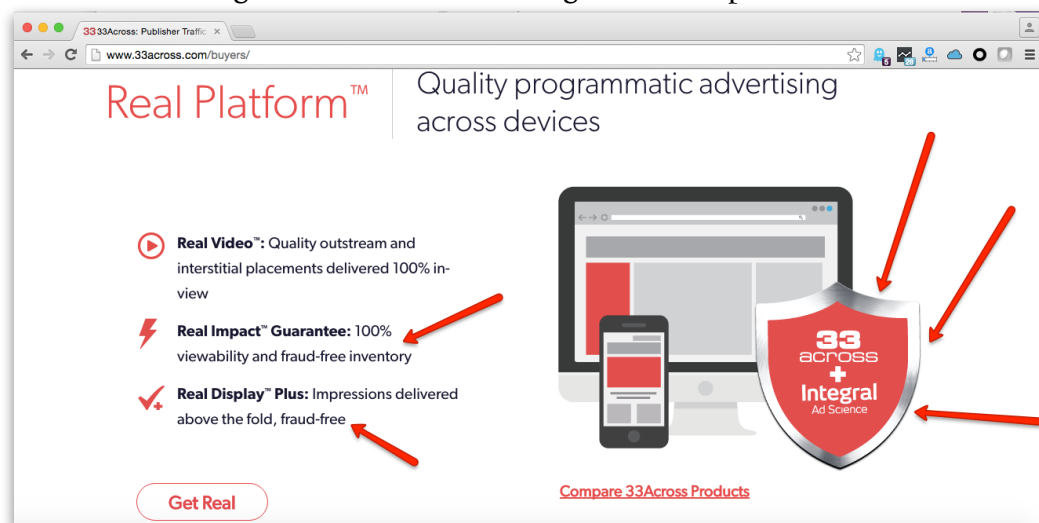 33 33Across: Publisher Traffic ×
www.33across.com/buyers/
5
Real Platform™
Quality programmatic advertising
across devices
Real Video™: Quality outstream and
interstitial placements delivered 100% in-
view
Real Impact™ Guarantee: 100%
viewability and fraud-free inventory
Real Display™ Plus: Impressions delivered
above the fold, fraud-free
Get Real
33
across
+
Integral
Ad Science
Compare 33Across Products